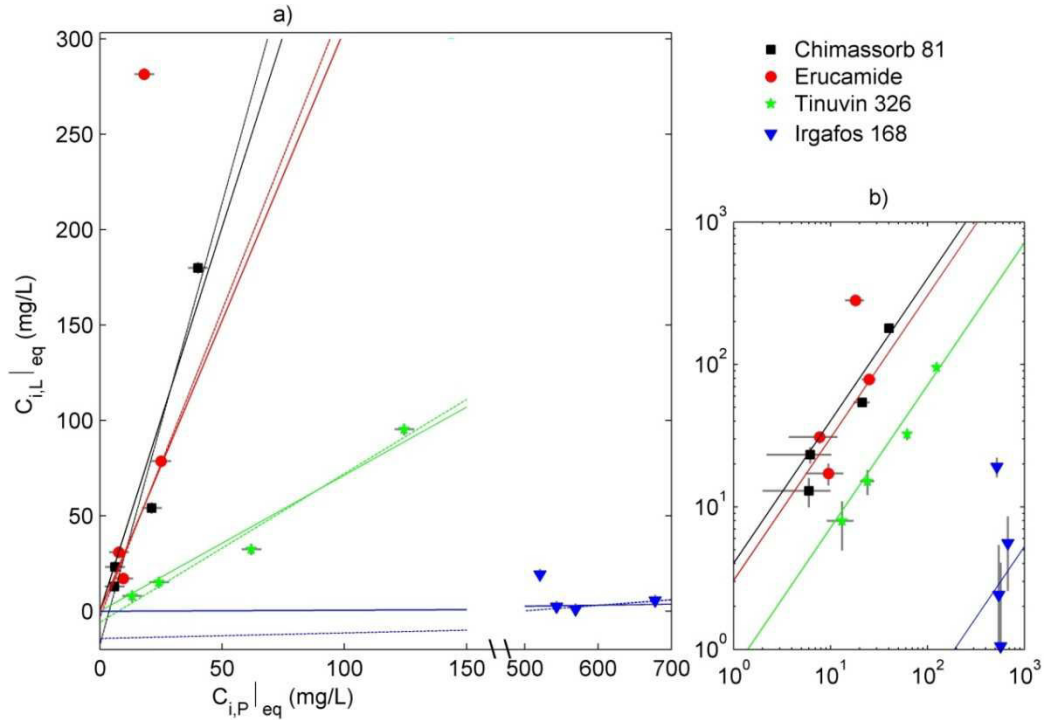 a)
300
250
200
150
100
50
0
C_{i,L}|_{eq} (mg/L)
0 50 100 150 500 600 700
C_{i,P}|_{eq} (mg/L)
Chimassorb 81
Erucamide
Tinuvin 326
Irgafos 168
b)
10^3
10^2
10^1
10^0
10^0 10^1 10^2 10^3